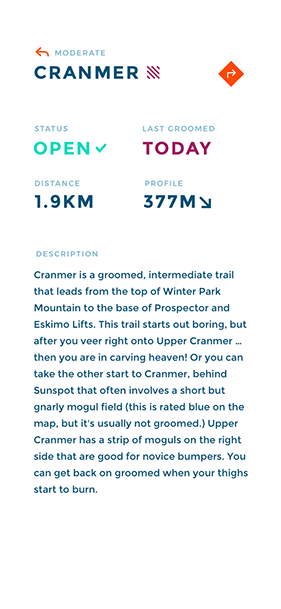 MODERATE
CRANMER
STATUS
LAST GROOMED
OPEN
TODAY
DISTANCE
PROFILE
1.9KM
377M
DESCRIPTION
Cranmer is a groomed, intermediate trail
that leads from the top of Winter Park
Mountain to the base of Prospector and
Eskimo Lifts. This trail starts out boring, but
after you veer right onto Upper Cranmer ...
then you are in carving heaven! Or you can
take the other start to Cranmer, behind
Sunspot that often involves a short but
gnarly mogul field (this is rated blue on the
map, but it's usually not groomed.) Upper
Cranmer has a strip of moguls on the right
side that are good for novice bumpers. You
can get back on groomed when your thighs
start to burn.